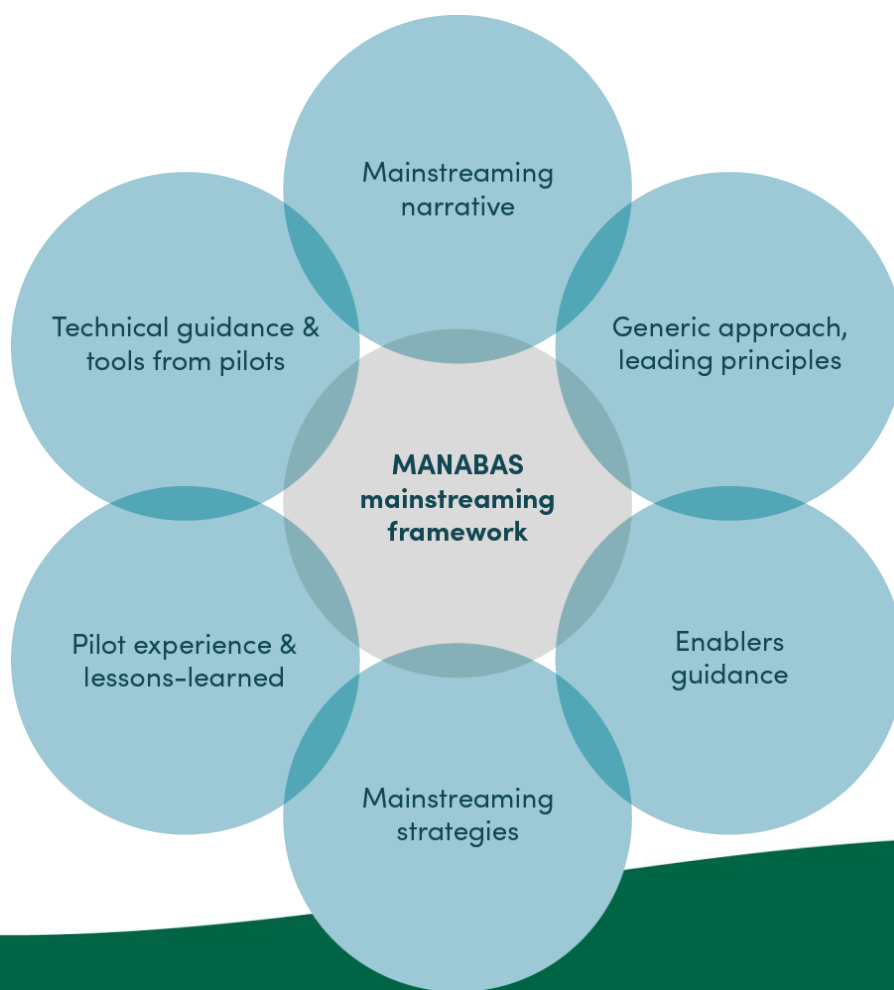 Mainstreaming
narrative
Technical guidance &
tools from pilots
Generic approach,
leading principles
MANABAS
mainstreaming
framework
Pilot experience &
lessons-learned
Enablers
guidance
Mainstreaming
strategies